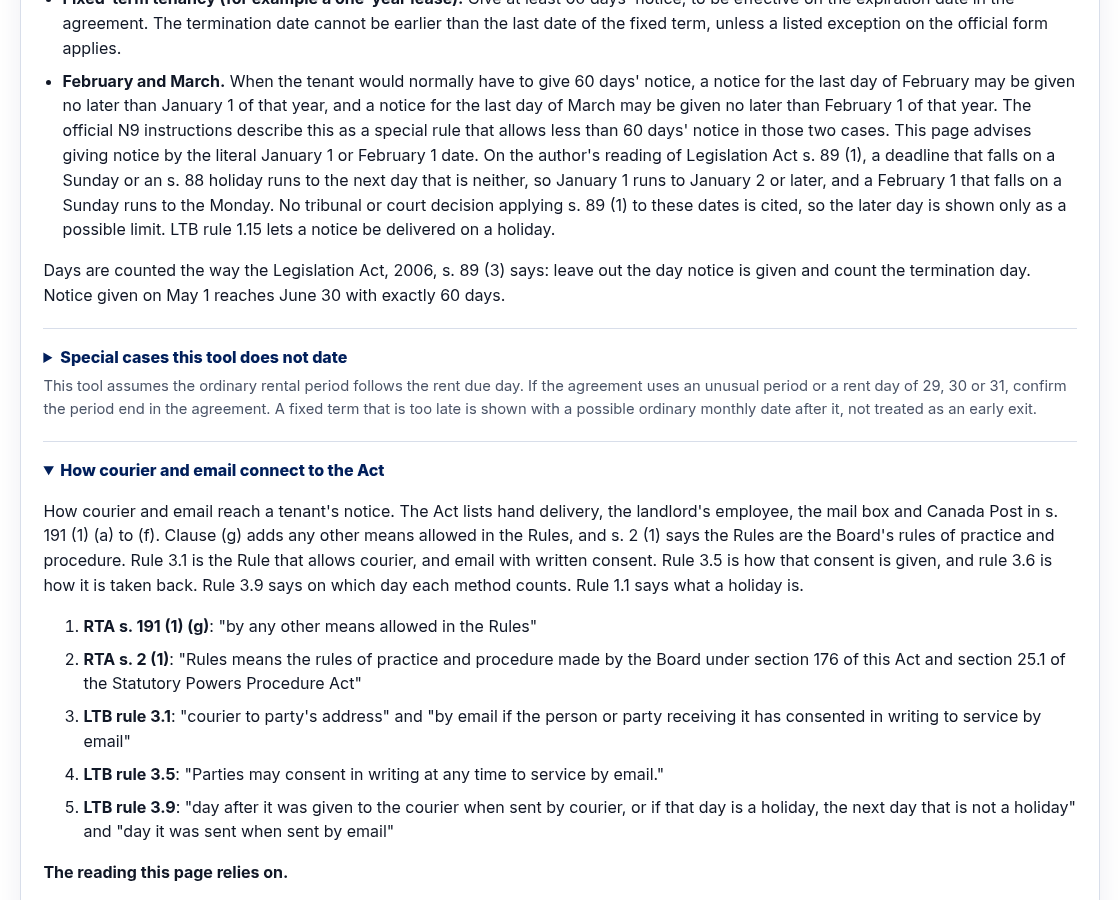 Fixed-term tenancy (for example a one-year lease). Give at least 60 days' notice, to be effective on the expiration date in the
agreement. The termination date cannot be earlier than the last date of the fixed term, unless a listed exception on the official form
applies.
• February and March. When the tenant would normally have to give 60 days' notice, a notice for the last day of February may be given
no later than January 1 of that year, and a notice for the last day of March may be given no later than February 1 of that year. The
official N9 instructions describe this as a special rule that allows less than 60 days' notice in those two cases. This page advises
giving notice by the literal January 1 or February 1 date. On the author's reading of Legislation Act s. 89 (1), a deadline that falls on a
Sunday or an s. 88 holiday runs to the next day that is neither, so January 1 runs to January 2 or later, and a February 1 that falls on a
Sunday runs to the Monday. No tribunal or court decision applying s. 89 (1) to these dates is cited, so the later day is shown only as a
possible limit. LTB rule 1.15 lets a notice be delivered on a holiday.
Days are counted the way the Legislation Act, 2006, s. 89 (3) says: leave out the day notice is given and count the termination day.
Notice given on May 1 reaches June 30 with exactly 60 days.
▶ Special cases this tool does not date
This tool assumes the ordinary rental period follows the rent due day. If the agreement uses an unusual period or a rent day of 29, 30 or 31, confirm
the period end in the agreement. A fixed term that is too late is shown with a possible ordinary monthly date after it, not treated as an early exit.
▼ How courier and email connect to the Act
How courier and email reach a tenant's notice. The Act lists hand delivery, the landlord's employee, the mail box and Canada Post in s.
191 (1) (a) to (f). Clause (g) adds any other means allowed in the Rules, and s. 2 (1) says the Rules are the Board's rules of practice and
procedure. Rule 3.1 is the Rule that allows courier, and email with written consent. Rule 3.5 is how that consent is given, and rule 3.6 is
how it is taken back. Rule 3.9 says on which day each method counts. Rule 1.1 says what a holiday is.
1. RTA s. 191 (1) (g): "by any other means allowed in the Rules"
2. RTA s. 2 (1): "Rules means the rules of practice and procedure made by the Board under section 176 of this Act and section 25.1 of
the Statutory Powers Procedure Act"
3. LTB rule 3.1: "courier to party's address" and "by email if the person or party receiving it has consented in writing to service by
email"
4. LTB rule 3.5: "Parties may consent in writing at any time to service by email."
5. LTB rule 3.9: "day after it was given to the courier when sent by courier, or if that day is a holiday, the next day that is not a holiday"
and "day it was sent when sent by email"
The reading this page relies on.